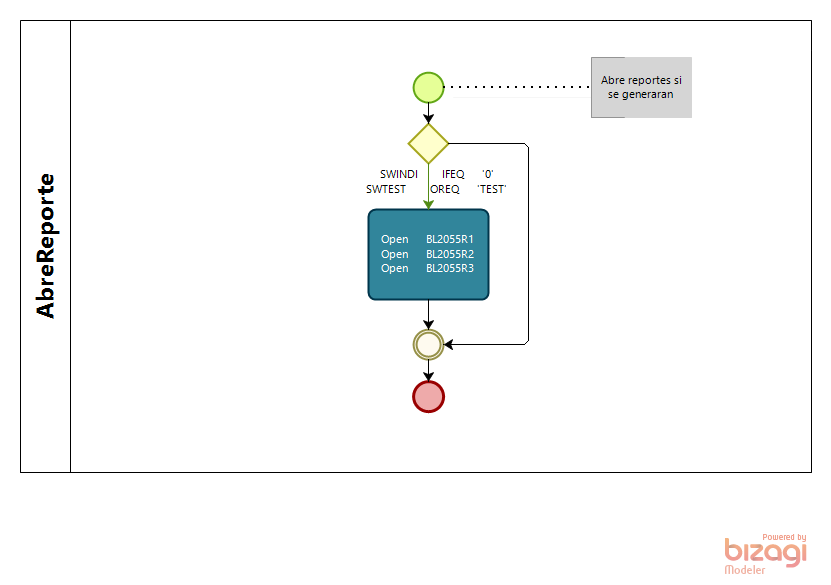 AbreReporte
Abre reportes si
se generaran
SWINDI IFEQ '0'
SWTEST OREQ 'TEST'
Open BL2055R1
Open BL2055R2
Open BL2055R3
Powered by
bizagi
Modeler